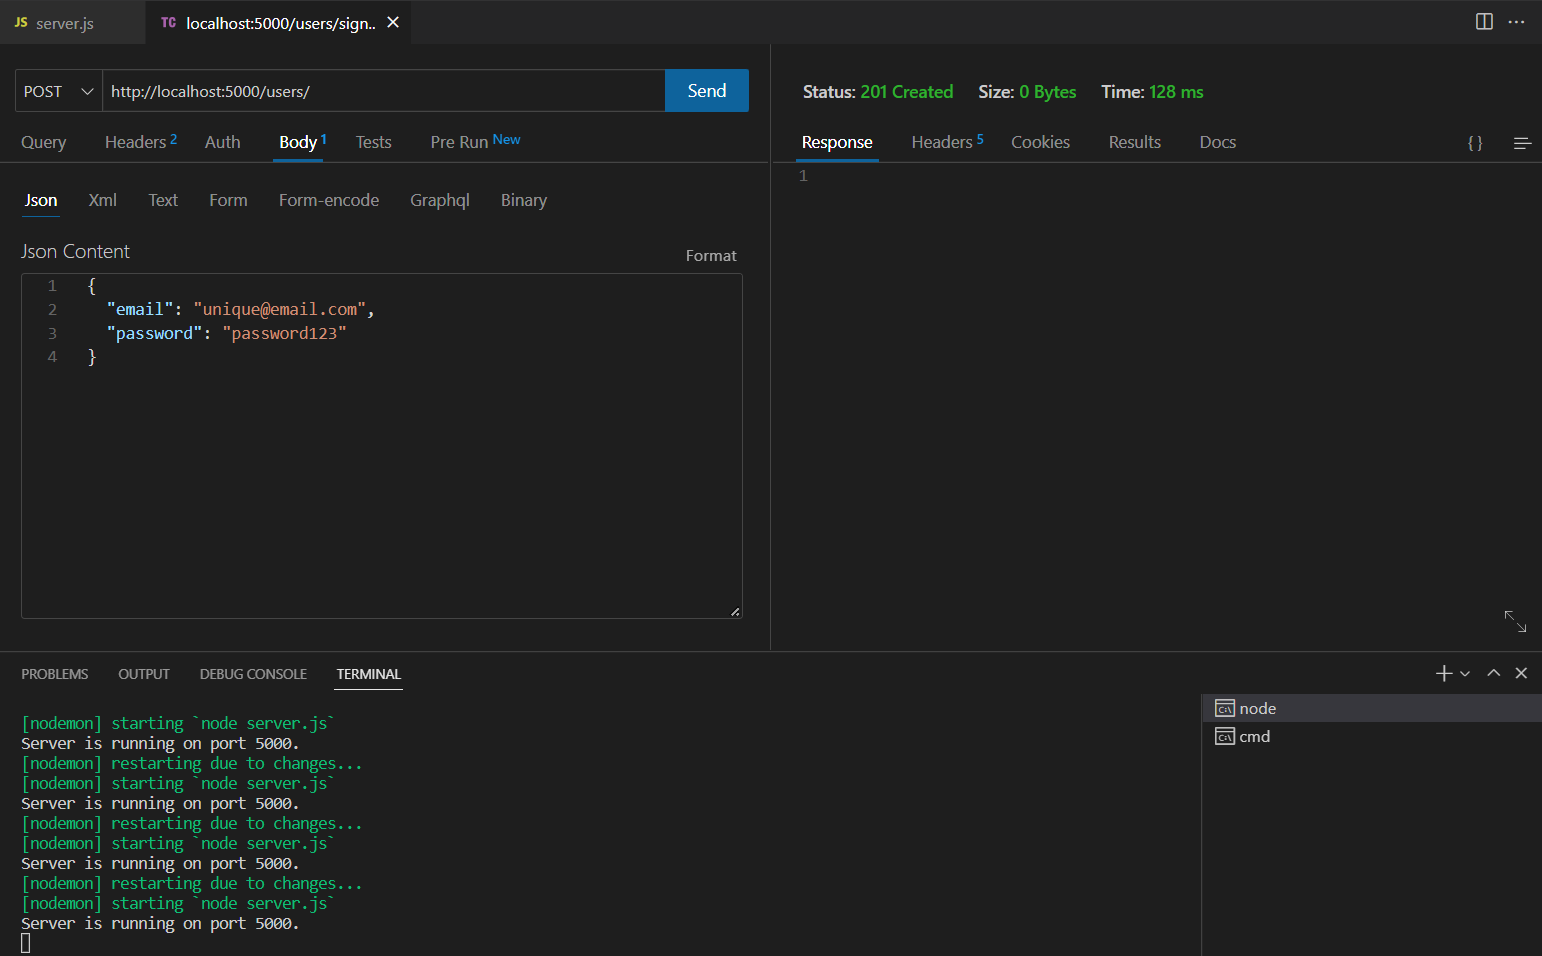 JS server.js
TC localhost:5000/users/sign..
POST http://localhost:5000/users/ Send
Query Headers 2 Auth Body 1 Tests Pre Run New
Json Xml Text Form Form-encode Graphql Binary
Json Content
Format
1 {
2 "email": "unique@email.com",
3 "password": "password123"
4 }
Status: 201 Created Size: 0 Bytes Time: 128 ms
Response Headers 5 Cookies Results Docs { }
1
PROBLEMS OUTPUT DEBUG CONSOLE TERMINAL
[nodemon] starting `node server.js`
Server is running on port 5000.
[nodemon] restarting due to changes...
[nodemon] starting `node server.js`
Server is running on port 5000.
[nodemon] restarting due to changes...
[nodemon] starting `node server.js`
Server is running on port 5000.
[nodemon] restarting due to changes...
[nodemon] starting `node server.js`
Server is running on port 5000.
node
cmd